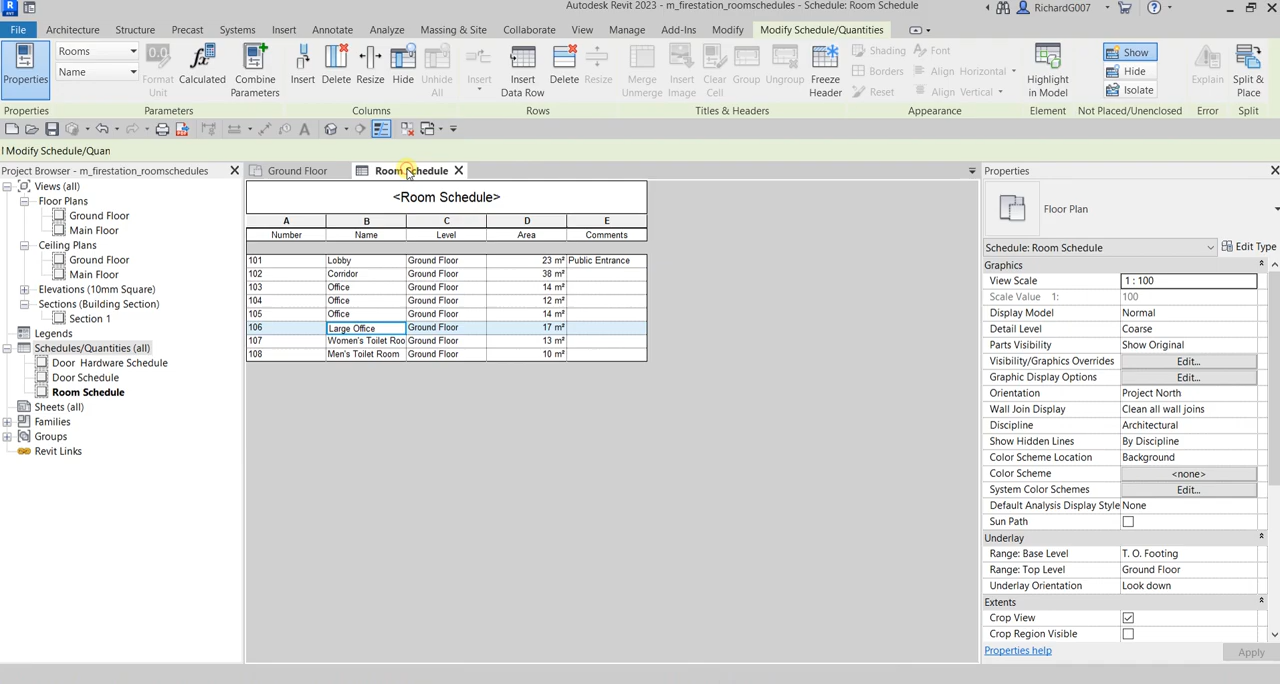 Autodesk Revit 2023 - m_firestation_roomschedules - Schedule: Room Schedule
RichardG007
File Architecture Structure Precast Systems Insert Annotate Analyze Massing & Site Collaborate View Manage Add-Ins Modify Modify Schedule/Quantities
Properties
Rooms
Name
Format Unit
Calculated
Combine Parameters
Insert
Delete
Resize
Hide
Unhide All
Insert
Insert Data Row
Delete
Resize
Merge Unmerge
Insert Image
Clear Cell
Group
Ungroup
Freeze Header
Shading
Borders
Reset
Font
Align Horizontal
Align Vertical
Highlight in Model
Show
Hide
Isolate
Explain
Split & Place
Properties Parameters Columns Rows Titles & Headers Appearance Element Not Placed/Unenclosed Error Split
Modify Schedule/Quan
Project Browser - m_firestation_roomschedules
Views (all)
Floor Plans
Ground Floor
Main Floor
Ceiling Plans
Ground Floor
Main Floor
Elevations (10mm Square)
Sections (Building Section)
Section 1
Legends
Schedules/Quantities (all)
Door Hardware Schedule
Door Schedule
Room Schedule
Sheets (all)
Families
Groups
Revit Links
Ground Floor
Room Schedule
<Room Schedule>
A B C D E
Number Name Level Area Comments
101 Lobby Ground Floor 23 m² Public Entrance
102 Corridor Ground Floor 38 m²
103 Office Ground Floor 14 m²
104 Office Ground Floor 12 m²
105 Office Ground Floor 14 m²
106 Large Office Ground Floor 17 m²
107 Women's Toilet Roo Ground Floor 13 m²
108 Men's Toilet Room Ground Floor 10 m²
Properties
Floor Plan
Schedule: Room Schedule Edit Type
Graphics
View Scale 1 : 100
Scale Value 1: 100
Display Model Normal
Detail Level Coarse
Parts Visibility Show Original
Visibility/Graphics Overrides Edit...
Graphic Display Options Edit...
Orientation Project North
Wall Join Display Clean all wall joins
Discipline Architectural
Show Hidden Lines By Discipline
Color Scheme Location Background
Color Scheme <none>
System Color Schemes Edit...
Default Analysis Display Style None
Sun Path
Underlay
Range: Base Level T. O. Footing
Range: Top Level Ground Floor
Underlay Orientation Look down
Extents
Crop View
Crop Region Visible
Properties help Apply